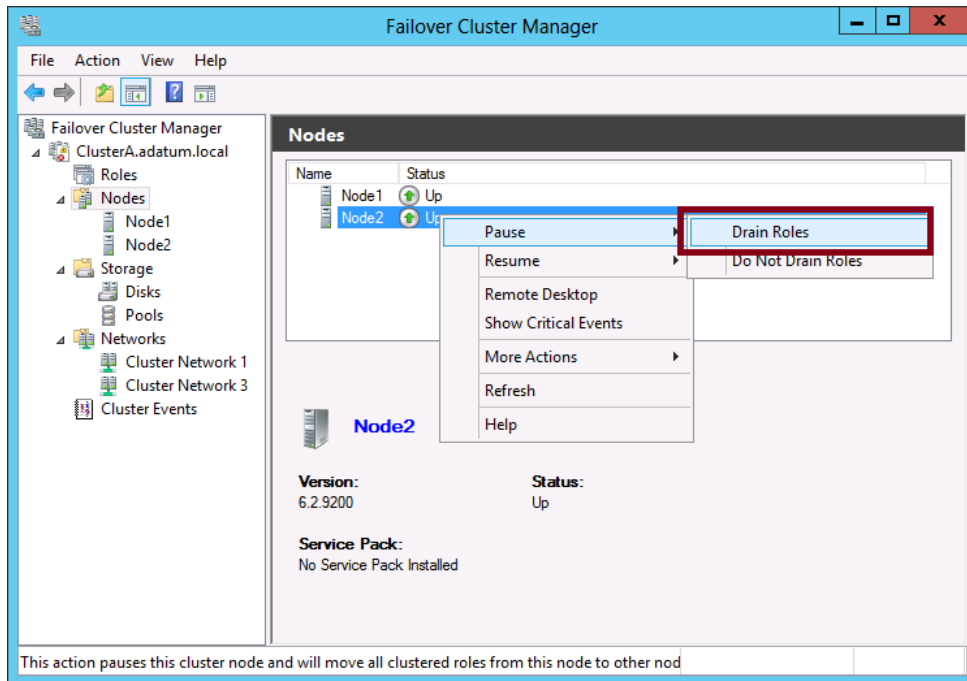 Failover Cluster Manager
File Action View Help
Failover Cluster Manager
ClusterA.adatum.local
Roles
Nodes
Node1
Node2
Storage
Disks
Pools
Networks
Cluster Network 1
Cluster Network 3
Cluster Events
Nodes
Name Status
Node1 Up
Node2 Up
Pause
Resume
Remote Desktop
Show Critical Events
More Actions
Refresh
Help
Drain Roles
Do Not Drain Roles
Node2
Version: Status:
6.2.9200 Up
Service Pack:
No Service Pack Installed
This action pauses this cluster node and will move all clustered roles from this node to other nod